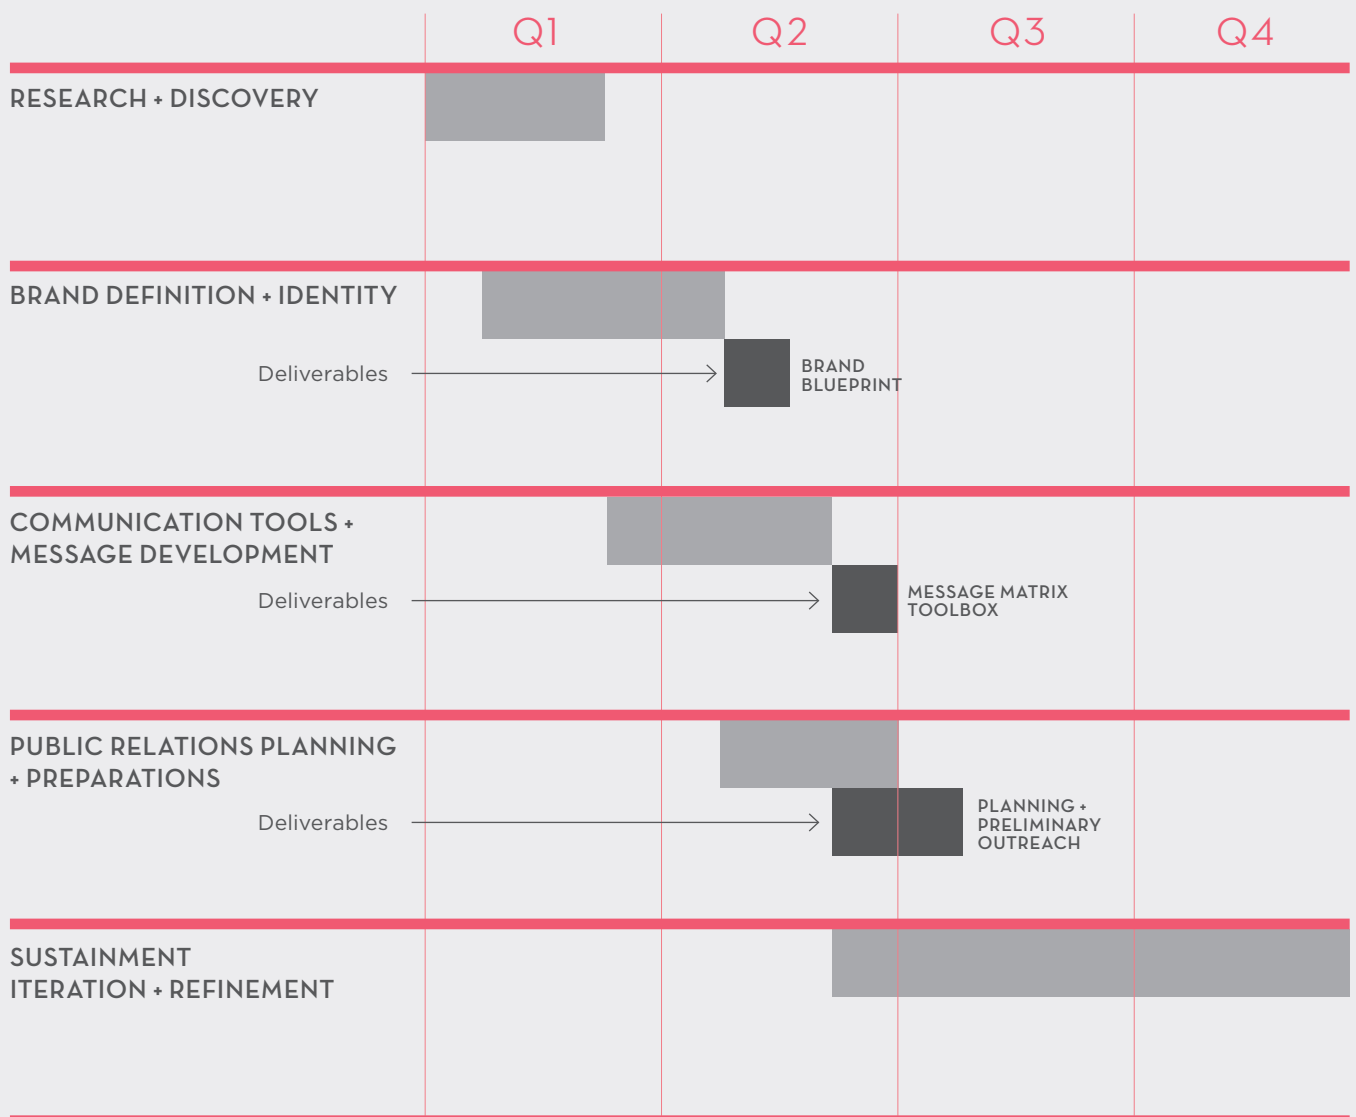 Q1 Q2 Q3 Q4
RESEARCH + DISCOVERY
BRAND DEFINITION + IDENTITY
Deliverables
BRAND
BLUEPRINT
COMMUNICATION TOOLS +
MESSAGE DEVELOPMENT
Deliverables
MESSAGE MATRIX
TOOLBOX
PUBLIC RELATIONS PLANNING
+ PREPARATIONS
Deliverables
PLANNING +
PRELIMINARY
OUTREACH
SUSTAINMENT
ITERATION + REFINEMENT